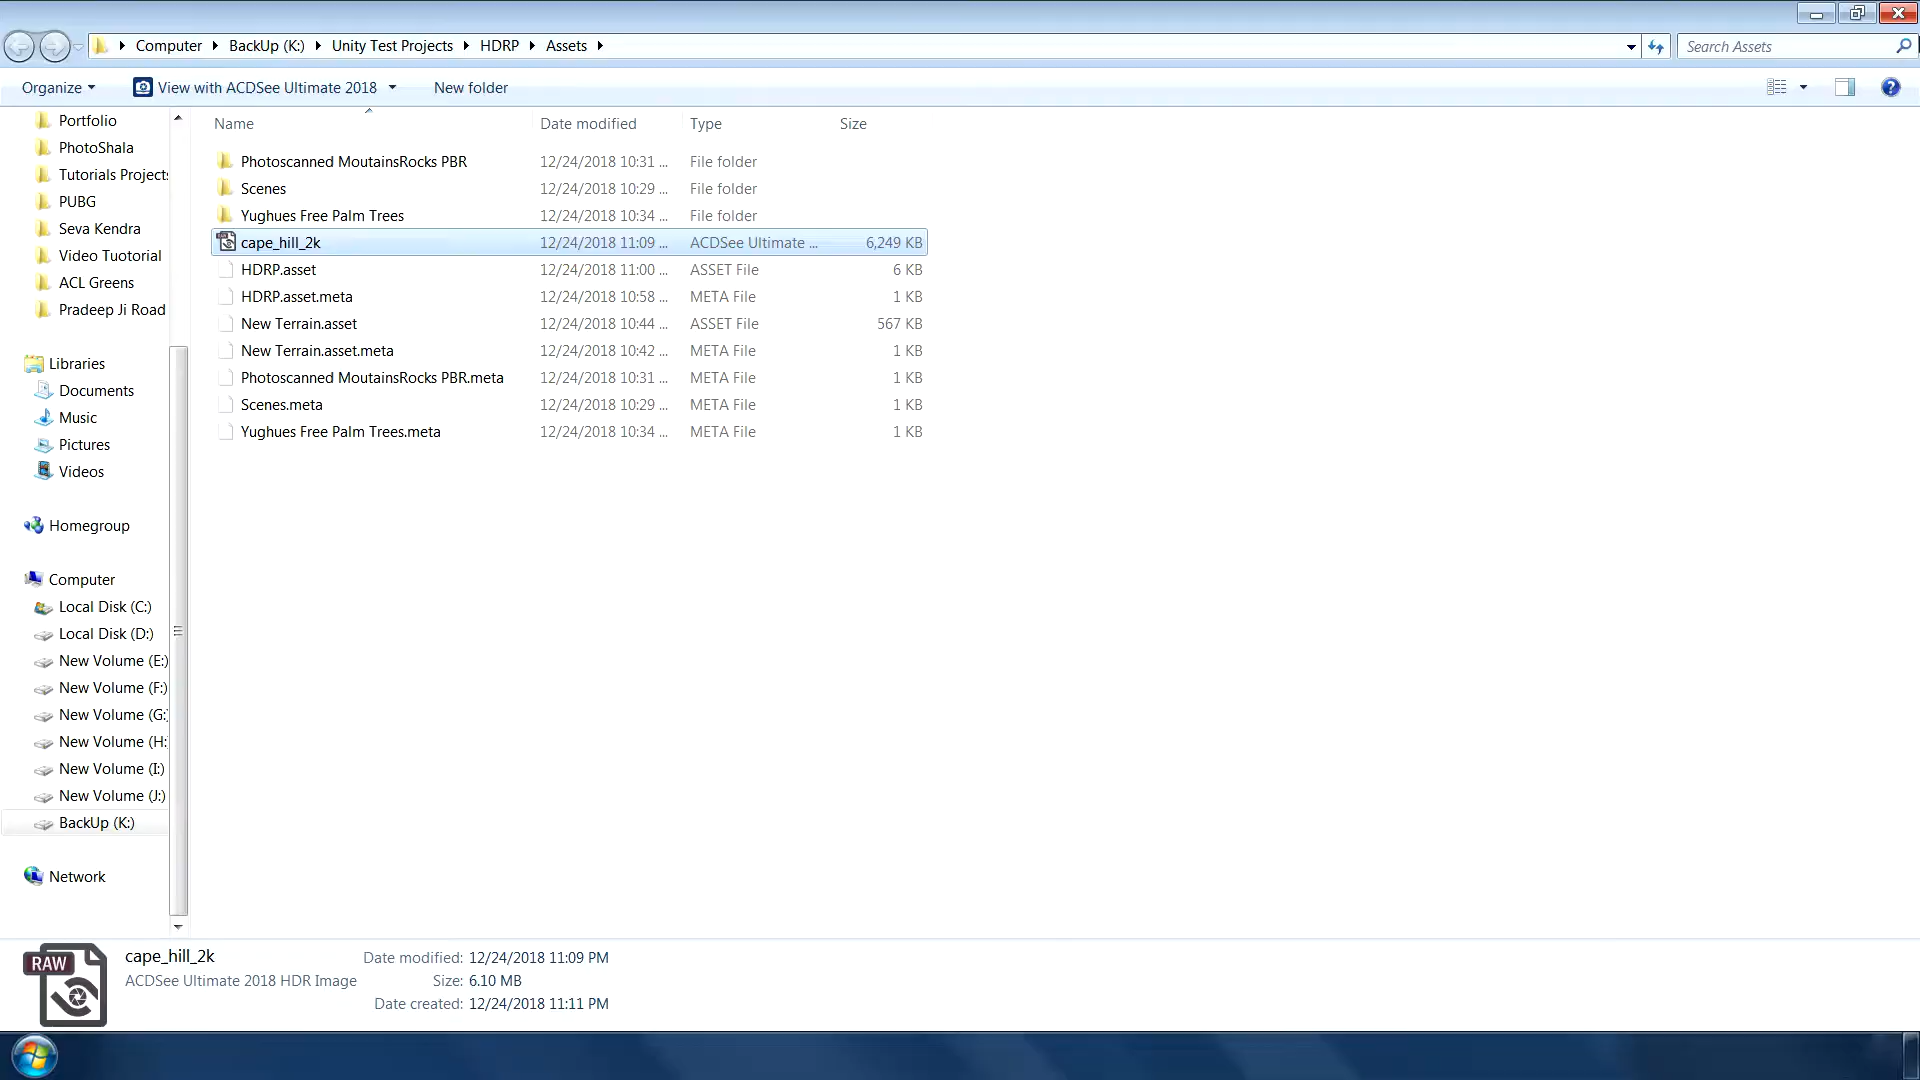 Computer BackUp (K:) Unity Test Projects HDRP Assets
Search Assets
Organize View with ACDSee Ultimate 2018 New folder
Portfolio
PhotoShala
Tutorials Projects
PUBG
Seva Kendra
Video Tuotorial
ACL Greens
Pradeep Ji Road
Libraries
Documents
Music
Pictures
Videos
Homegroup
Computer
Local Disk (C:)
Local Disk (D:)
New Volume (E:)
New Volume (F:)
New Volume (G:)
New Volume (H:
New Volume (I:)
New Volume (J:)
BackUp (K:)
Network
Name Date modified Type Size
Photoscanned MoutainsRocks PBR 12/24/2018 10:31 ... File folder
Scenes 12/24/2018 10:29 ... File folder
Yughues Free Palm Trees 12/24/2018 10:34 ... File folder
cape_hill_2k 12/24/2018 11:09 ... ACDSee Ultimate ... 6,249 KB
HDRP.asset 12/24/2018 11:00 ... ASSET File 6 KB
HDRP.asset.meta 12/24/2018 10:58 ... META File 1 KB
New Terrain.asset 12/24/2018 10:44 ... ASSET File 567 KB
New Terrain.asset.meta 12/24/2018 10:42 ... META File 1 KB
Photoscanned MoutainsRocks PBR.meta 12/24/2018 10:31 ... META File 1 KB
Scenes.meta 12/24/2018 10:29 ... META File 1 KB
Yughues Free Palm Trees.meta 12/24/2018 10:34 ... META File 1 KB
RAW
cape_hill_2k Date modified: 12/24/2018 11:09 PM
ACDSee Ultimate 2018 HDR Image Size: 6.10 MB
Date created: 12/24/2018 11:11 PM